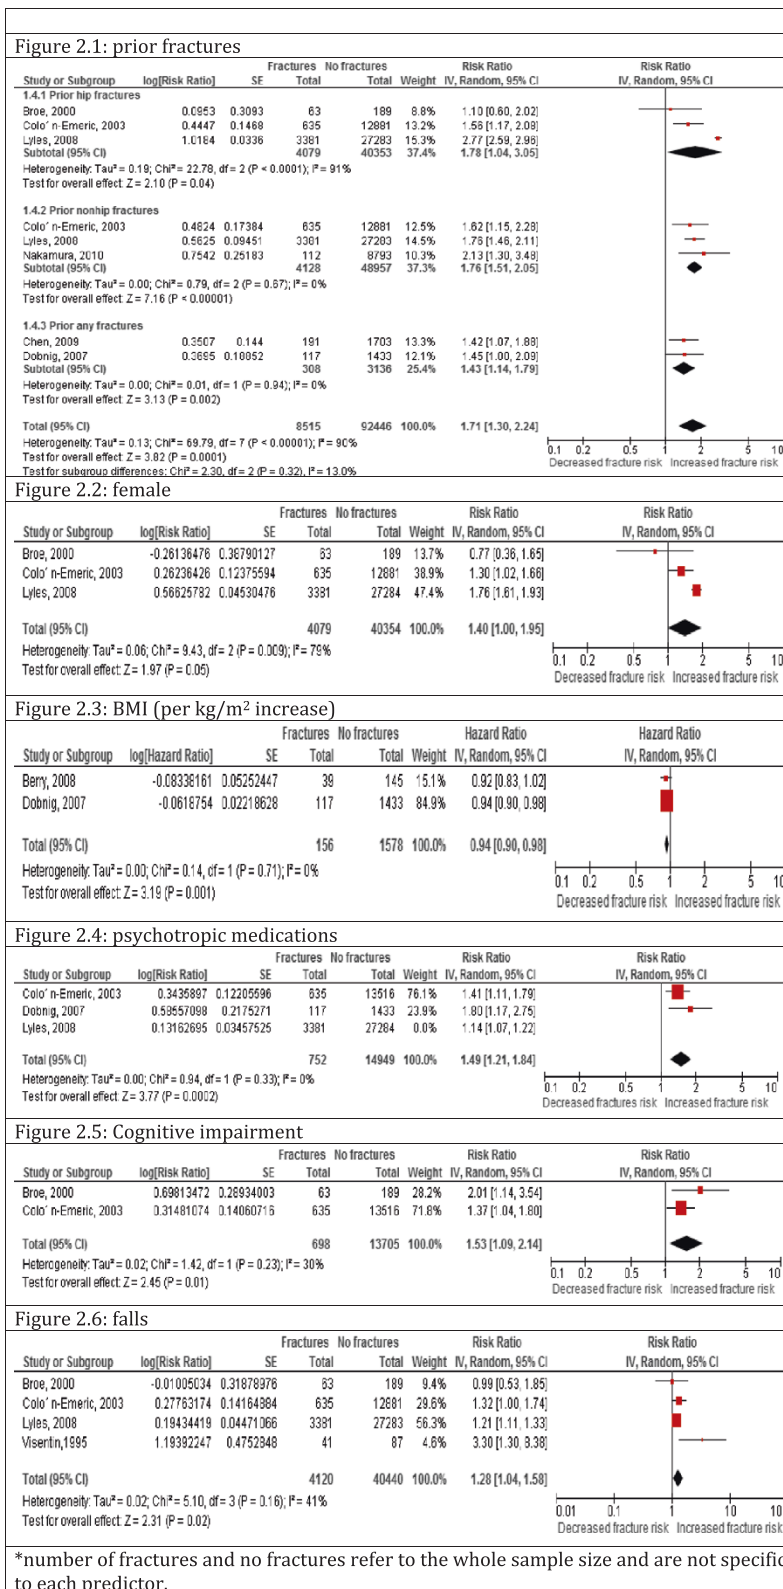 Figure 2.1: prior fractures
Fractures No fractures Risk Ratio Risk Ratio
Study or Subgroup log[Risk Ratio] SE Total Total Weight IV, Random, 95% CI IV, Random, 95% CI
1.4.1 Prior hip fractures
Broe, 2000 0.0953 0.3093 63 189 8.8% 1.10 [0.60, 2.02]
Colo´n-Emeric, 2003 0.4447 0.1468 635 12881 13.2% 1.56 [1.17, 2.08]
Lyles, 2008 1.0184 0.0336 3381 27283 15.3% 2.77 [2.59, 2.96]
Subtotal (95% CI) 4079 40353 37.4% 1.78 [1.04, 3.05]
Heterogeneity: Tau² = 0.19; Chi² = 22.78, df = 2 (P < 0.0001); I² = 91%
Test for overall effect: Z = 2.10 (P = 0.04)
1.4.2 Prior nonhip fractures
Colo´n-Emeric, 2003 0.4824 0.17384 635 12881 12.5% 1.62 [1.15, 2.28]
Lyles, 2008 0.5625 0.09451 3381 27283 14.5% 1.76 [1.46, 2.11]
Nakamura, 2010 0.7542 0.25183 112 8793 10.3% 2.13 [1.30, 3.48]
Subtotal (95% CI) 4128 48957 37.3% 1.76 [1.51, 2.05]
Heterogeneity: Tau² = 0.00; Chi² = 0.79, df = 2 (P = 0.67); I² = 0%
Test for overall effect: Z = 7.16 (P < 0.00001)
1.4.3 Prior any fractures
Chen, 2009 0.3507 0.144 191 1703 13.3% 1.42 [1.07, 1.88]
Dobnig, 2007 0.3695 0.18852 117 1433 12.1% 1.45 [1.00, 2.09]
Subtotal (95% CI) 308 3136 25.4% 1.43 [1.14, 1.79]
Heterogeneity: Tau² = 0.00; Chi² = 0.01, df = 1 (P = 0.94); I² = 0%
Test for overall effect: Z = 3.13 (P = 0.002)
Total (95% CI) 8515 92446 100.0% 1.71 [1.30, 2.24]
Heterogeneity: Tau² = 0.13; Chi² = 69.79, df = 7 (P < 0.00001); I² = 90%
Test for overall effect: Z = 3.82 (P = 0.0001)
Test for subgroup differences: Chi² = 2.30, df = 2 (P = 0.32), I² = 13.0%
0.1 0.2 0.5 1 2 5 10
Decreased fracture risk Increased fracture risk
Figure 2.2: female
Fractures No fractures Risk Ratio Risk Ratio
Study or Subgroup log[Risk Ratio] SE Total Total Weight IV, Random, 95% CI IV, Random, 95% CI
Broe, 2000 -0.26136476 0.38790127 63 189 13.7% 0.77 [0.36, 1.65]
Colo´n-Emeric, 2003 0.26236426 0.12375594 635 12881 38.9% 1.30 [1.02, 1.66]
Lyles, 2008 0.56625782 0.04530476 3381 27284 47.4% 1.76 [1.61, 1.93]
Total (95% CI) 4079 40354 100.0% 1.40 [1.00, 1.95]
Heterogeneity: Tau² = 0.06; Chi² = 9.43, df = 2 (P = 0.009); I² = 79%
Test for overall effect: Z = 1.97 (P = 0.05)
0.1 0.2 0.5 1 2 5 10
Decreased fracture risk Increased fracture risk
Figure 2.3: BMI (per kg/m² increase)
Fractures No fractures Hazard Ratio Hazard Ratio
Study or Subgroup log[Hazard Ratio] SE Total Total Weight IV, Random, 95% CI IV, Random, 95% CI
Berry, 2008 -0.08338161 0.05252447 39 145 15.1% 0.92 [0.83, 1.02]
Dobnig, 2007 -0.0618754 0.02218628 117 1433 84.9% 0.94 [0.90, 0.98]
Total (95% CI) 156 1578 100.0% 0.94 [0.90, 0.98]
Heterogeneity: Tau² = 0.00; Chi² = 0.14, df = 1 (P = 0.71); I² = 0%
Test for overall effect: Z = 3.19 (P = 0.001)
0.1 0.2 0.5 1 2 5 10
Decreased fracture risk Increased fracture risk
Figure 2.4: psychotropic medications
Fractures No fractures Risk Ratio Risk Ratio
Study or Subgroup log[Risk Ratio] SE Total Total Weight IV, Random, 95% CI IV, Random, 95% CI
Colo´n-Emeric, 2003 0.3435897 0.12205596 635 13516 76.1% 1.41 [1.11, 1.79]
Dobnig, 2007 0.58557098 0.2175271 117 1433 23.9% 1.80 [1.17, 2.75]
Lyles, 2008 0.13162695 0.03457525 3381 27284 0.0% 1.14 [1.07, 1.22]
Total (95% CI) 752 14949 100.0% 1.49 [1.21, 1.84]
Heterogeneity: Tau² = 0.00; Chi² = 0.94, df = 1 (P = 0.33); I² = 0%
Test for overall effect: Z = 3.77 (P = 0.0002)
0.1 0.2 0.5 1 2 5 10
Decreased fractures risk Increased fracture risk
Figure 2.5: Cognitive impairment
Fractures No fractures Risk Ratio Risk Ratio
Study or Subgroup log[Risk Ratio] SE Total Total Weight IV, Random, 95% CI IV, Random, 95% CI
Broe, 2000 0.69813472 0.28934003 63 189 28.2% 2.01 [1.14, 3.54]
Colo´n-Emeric, 2003 0.31481074 0.14060716 635 13516 71.8% 1.37 [1.04, 1.80]
Total (95% CI) 698 13705 100.0% 1.53 [1.09, 2.14]
Heterogeneity: Tau² = 0.02; Chi² = 1.42, df = 1 (P = 0.23); I² = 30%
Test for overall effect: Z = 2.45 (P = 0.01)
0.1 0.2 0.5 1 2 5 10
Decreased fracture risk Increased fracture risk
Figure 2.6: falls
Fractures No fractures Risk Ratio Risk Ratio
Study or Subgroup log[Risk Ratio] SE Total Total Weight IV, Random, 95% CI IV, Random, 95% CI
Broe, 2000 -0.01005034 0.31878976 63 189 9.4% 0.99 [0.53, 1.85]
Colo´n-Emeric, 2003 0.27763174 0.14164884 635 12881 29.6% 1.32 [1.00, 1.74]
Lyles, 2008 0.19434419 0.04471066 3381 27283 56.3% 1.21 [1.11, 1.33]
Visentin,1995 1.19392247 0.4752848 41 87 4.6% 3.30 [1.30, 8.38]
Total (95% CI) 4120 40440 100.0% 1.28 [1.04, 1.58]
Heterogeneity: Tau² = 0.02; Chi² = 5.10, df = 3 (P = 0.16); I² = 41%
Test for overall effect: Z = 2.31 (P = 0.02)
0.01 0.1 1 10 10
Decreased fracture risk Increased fracture risk
*number of fractures and no fractures refer to the whole sample size and are not specific
to each predictor.